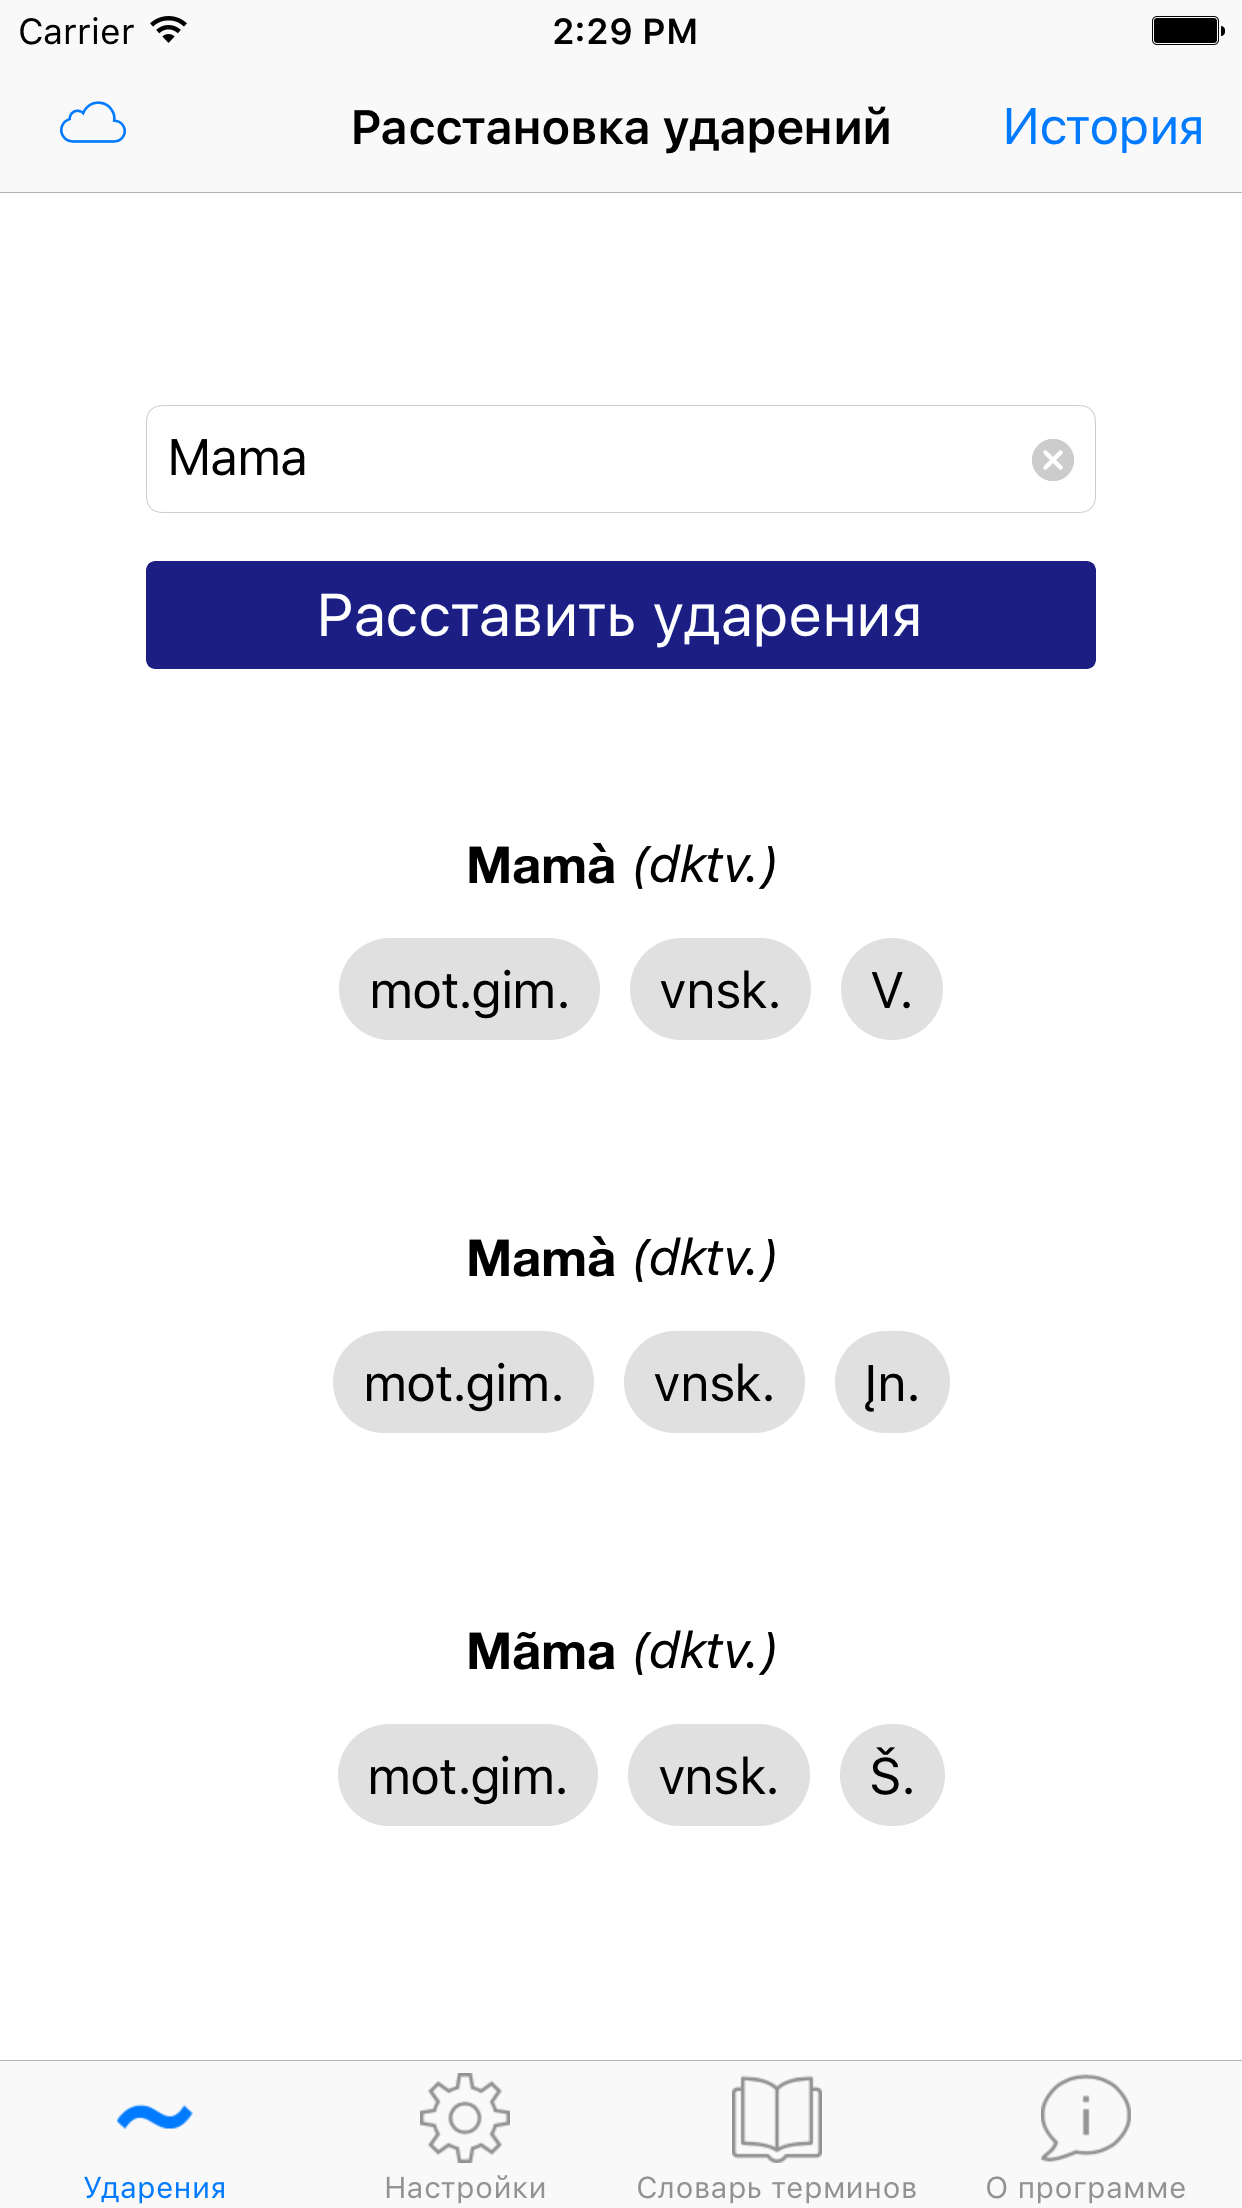 Carrier 2:29 PM
Расстановка ударений История
Mama
Расставить ударения
Mamà (dktv.)
mot.gim. vnsk. V.
Mamà (dktv.)
mot.gim. vnsk. Įn.
Mãma (dktv.)
mot.gim. vnsk. Š.
Ударения Настройки Словарь терминов О программе